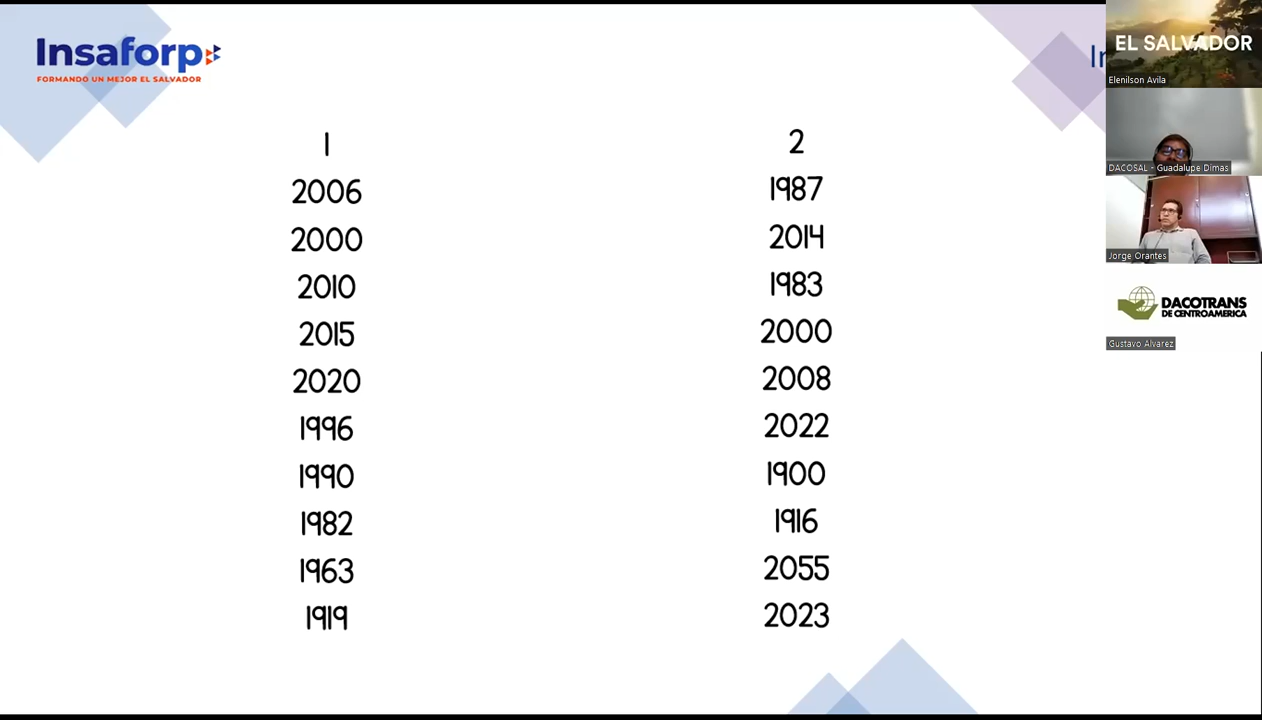 Insaforp
FORMANDO UN MEJOR EL SALVADOR
1
2006
2000
2010
2015
2020
1996
1990
1982
1963
1919
2
1987
2014
1983
2000
2008
2022
1900
1916
2055
2023
EL SALVADOR
Elenilson Avila
DACOSAL - Guadalupe Dimas
Jorge Orantes
DACOTRANS
DE CENTROAMERICA
Gustavo Alvarez